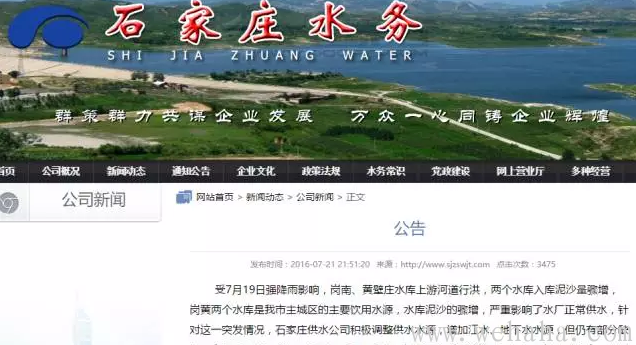 石家庄水务
SHI JIA ZHUANG WATER
群策群力共谋企业发展 万众一心同铸企业辉煌
首页 公司概况 新闻动态 通知公告 企业文化 政策法规 水务常识 党政建设 网上营业厅 多种经营
公司新闻
网站首页 > 新闻动态 > 公司新闻 > 正文
公告
发布时间：2016-07-21 21:51:20 来源：http://www.sjzswjt.com 点击次数：3475
受7月19日强降雨影响，岗南、黄壁庄水库上游河道行洪，两个水库入库泥沙量骤增，
岗黄两个水库是我市主城区的主要饮用水源，水库泥沙的骤增，严重影响了水厂正常供水，针
对这一突发情况，石家庄供水公司积极调整供水水源，增加江水、地下水水源，但仍有部分